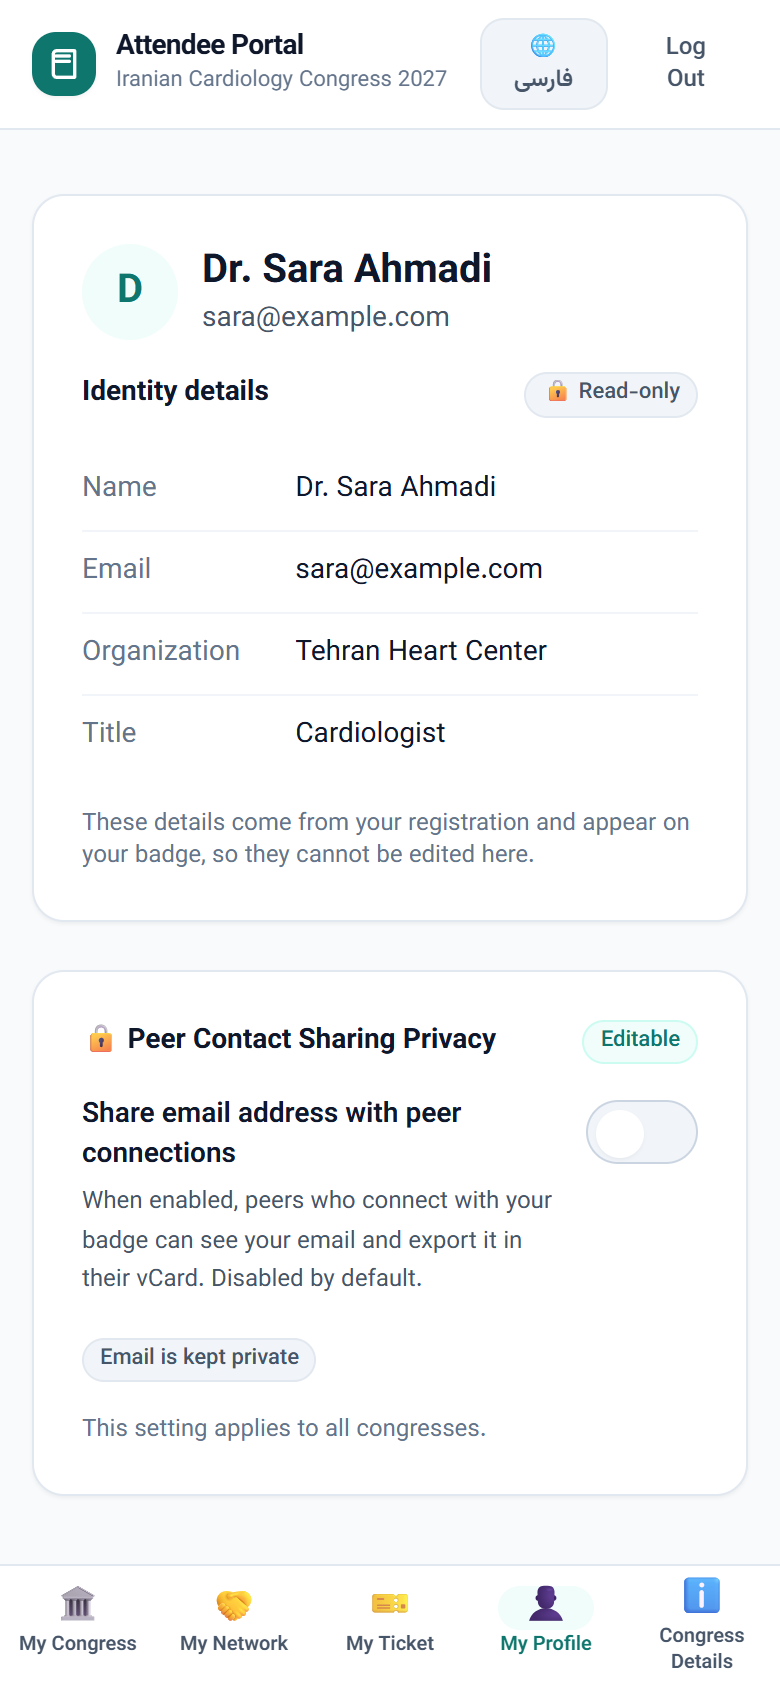 Attendee Portal
Iranian Cardiology Congress 2027
🌐 فارسی
Log Out
D
Dr. Sara Ahmadi
sara@example.com
Identity details
🔒 Read-only
Name
Dr. Sara Ahmadi
Email
sara@example.com
Organization
Tehran Heart Center
Title
Cardiologist
These details come from your registration and appear on
your badge, so they cannot be edited here.
🔒 Peer Contact Sharing Privacy
Editable
Share email address with peer
connections
When enabled, peers who connect with your
badge can see your email and export it in
their vCard. Disabled by default.
Email is kept private
This setting applies to all congresses.
My Congress
My Network
My Ticket
My Profile
Congress
Details